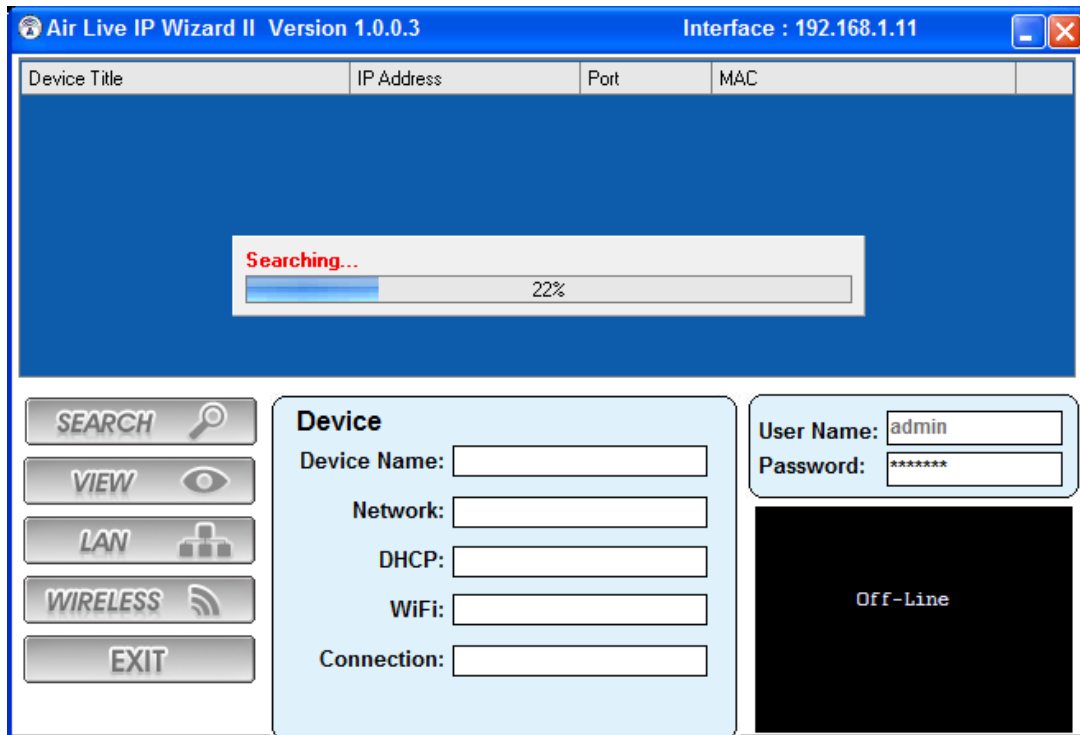 Air Live IP Wizard II Version 1.0.0.3 Interface : 192.168.1.11
Device Title IP Address Port MAC
Searching...
22%
SEARCH
VIEW
LAN
WIRELESS
EXIT
Device
Device Name:
Network:
DHCP:
WiFi:
Connection:
User Name: admin
Password: *******
Off-Line